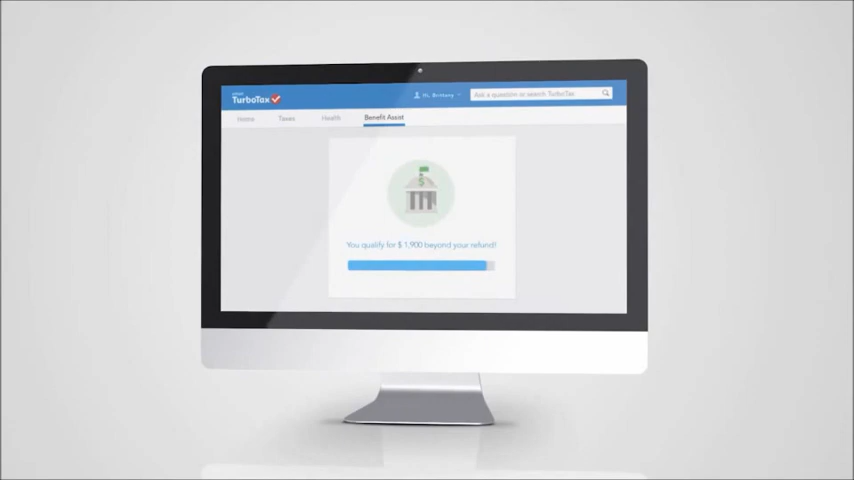 TurboTax
Hi, Brittany
Ask a question or search TurboTax
Home
Taxes
Health
Benefit Assist
$
You qualify for $ 1,900 beyond your refund!